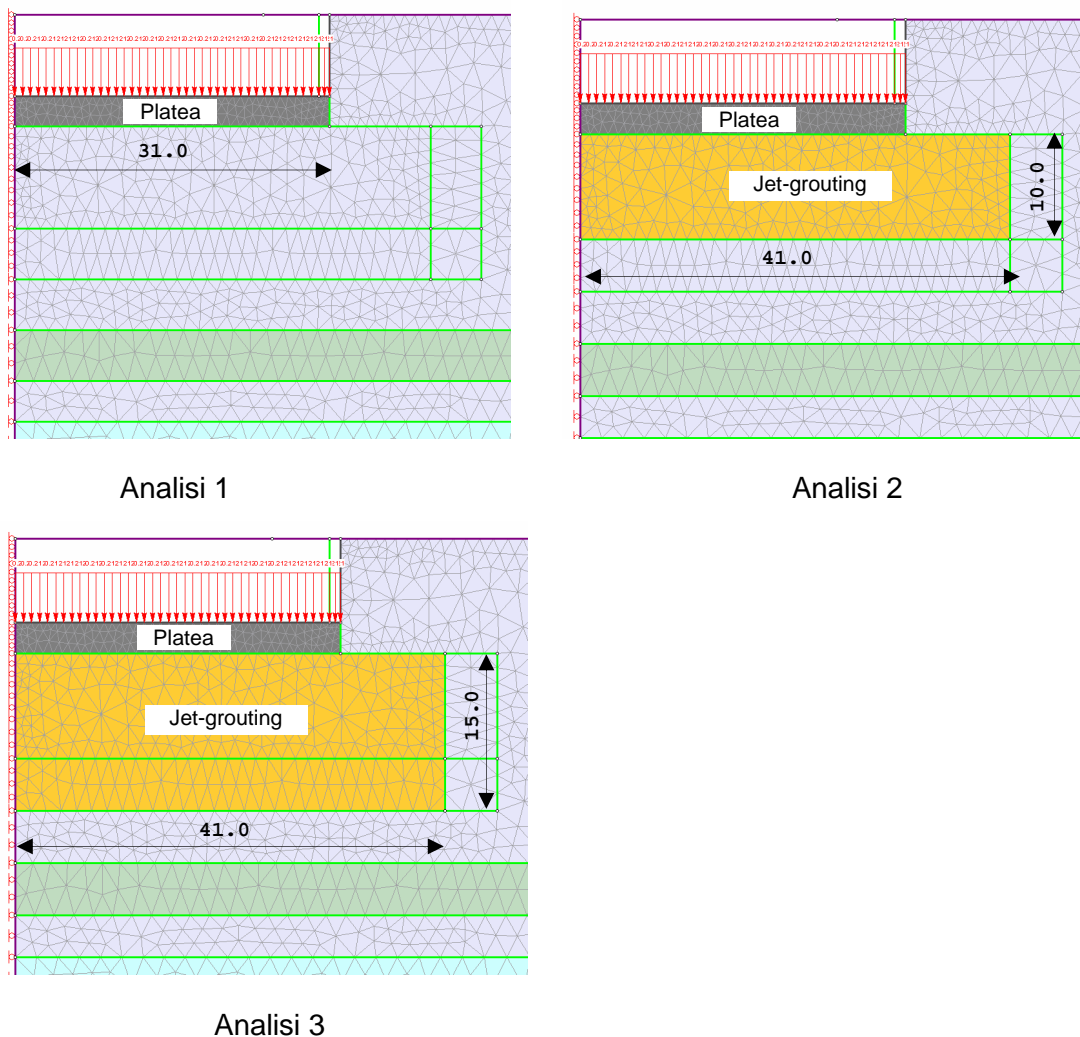 Platea
31.0
Analisi 1
Platea
Jet-grouting
10.0
41.0
Analisi 2
Platea
Jet-grouting
15.0
41.0
Analisi 3